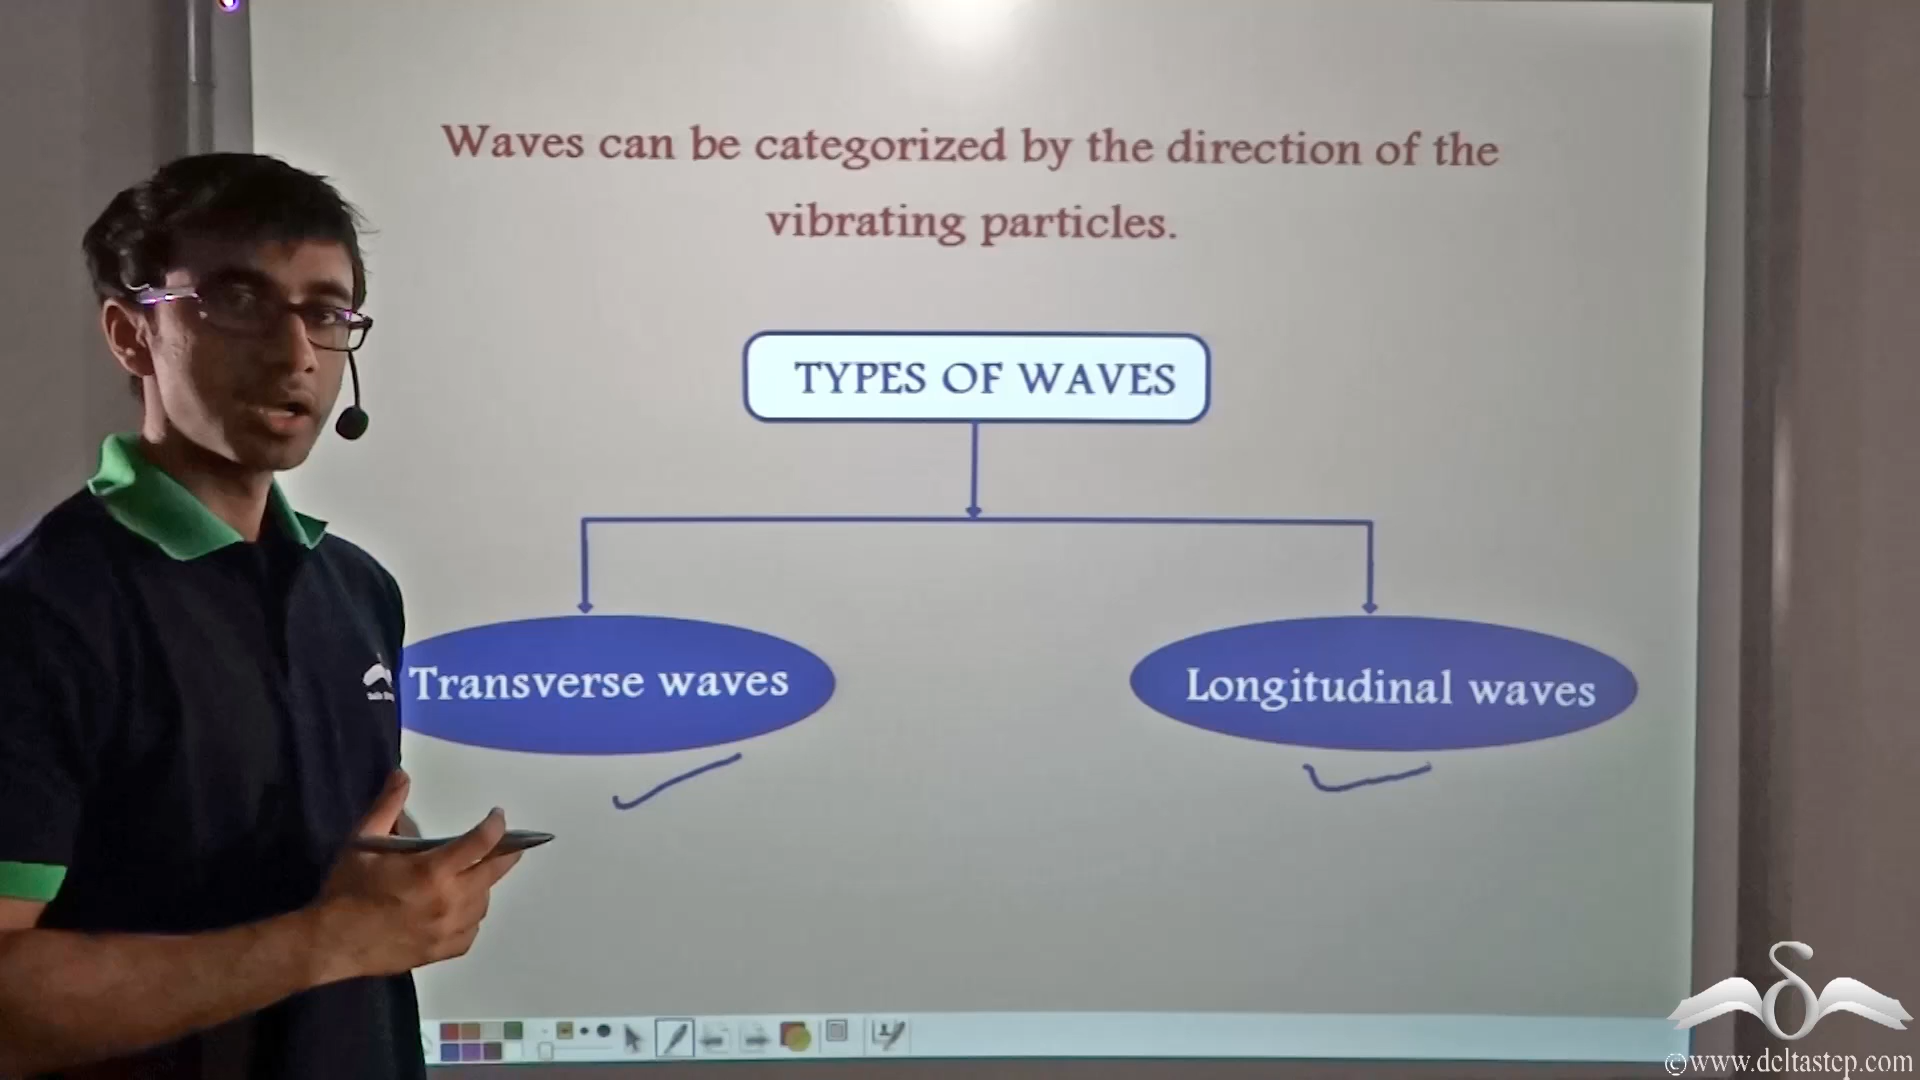 Waves can be categorized by the direction of the
vibrating particles.
TYPES OF WAVES
Transverse waves
Longitudinal waves
©www.deltastep.com